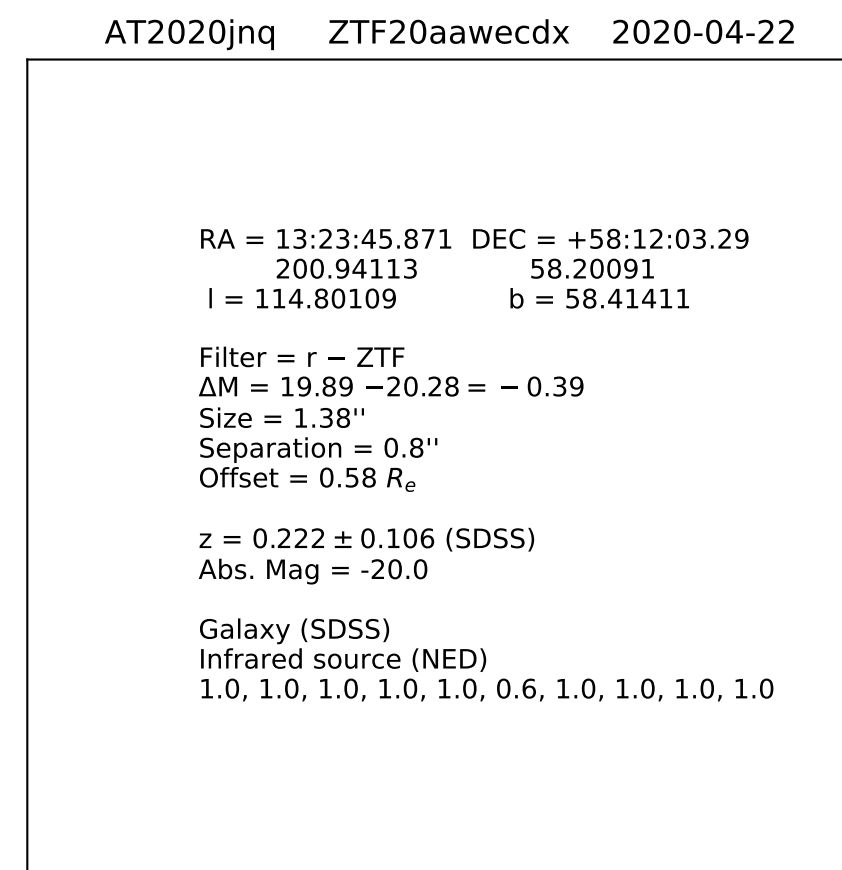 AT2020jnq ZTF20aawecdx 2020-04-22
RA = 13:23:45.871 DEC = +58:12:03.29
200.94113 58.20091
l = 114.80109 b = 58.41411
Filter = r − ZTF
ΔM = 19.89 −20.28 = − 0.39
Size = 1.38''
Separation = 0.8''
Offset = 0.58 Rₑ
z = 0.222 ± 0.106 (SDSS)
Abs. Mag = -20.0
Galaxy (SDSS)
Infrared source (NED)
1.0, 1.0, 1.0, 1.0, 1.0, 0.6, 1.0, 1.0, 1.0, 1.0